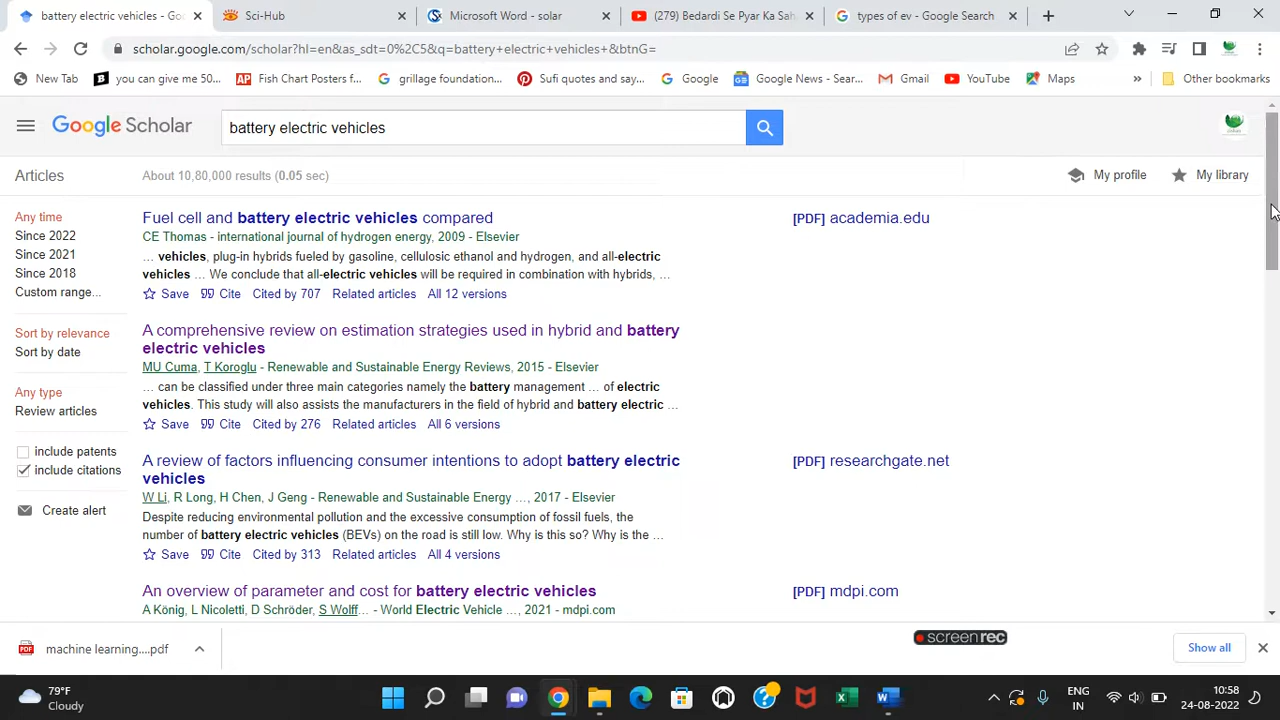 battery electric vehicles - Goo
Sci-Hub
Microsoft Word - solar
(279) Bedardi Se Pyar Ka Sah
types of ev - Google Search
scholar.google.com/scholar?hl=en&as_sdt=0%2C5&q=battery+electric+vehicles+&btnG=
New Tab
you can give me 50...
Fish Chart Posters f...
grillage foundation...
Sufi quotes and say...
Google
Google News - Sear...
Gmail
YouTube
Maps
»
Other bookmarks
Google Scholar
battery electric vehicles
Articles
About 10,80,000 results (0.05 sec)
My profile
My library
Any time
Since 2022
Since 2021
Since 2018
Custom range...
Sort by relevance
Sort by date
Any type
Review articles
include patents
include citations
Create alert
Fuel cell and battery electric vehicles compared
[PDF] academia.edu
CE Thomas - international journal of hydrogen energy, 2009 - Elsevier
… vehicles, plug-in hybrids fueled by gasoline, cellulosic ethanol and hydrogen, and all-electric
vehicles … We conclude that all-electric vehicles will be required in combination with hybrids, …
Save Cite Cited by 707 Related articles All 12 versions
A comprehensive review on estimation strategies used in hybrid and battery
electric vehicles
MU Cuma, T Koroglu - Renewable and Sustainable Energy Reviews, 2015 - Elsevier
… can be classified under three main categories namely the battery management … of electric
vehicles. This study will also assists the manufacturers in the field of hybrid and battery electric …
Save Cite Cited by 276 Related articles All 6 versions
A review of factors influencing consumer intentions to adopt battery electric
vehicles
[PDF] researchgate.net
W Li, R Long, H Chen, J Geng - Renewable and Sustainable Energy …, 2017 - Elsevier
Despite reducing environmental pollution and the excessive consumption of fossil fuels, the
number of battery electric vehicles (BEVs) on the road is still low. Why is this so? Why is the …
Save Cite Cited by 313 Related articles All 4 versions
An overview of parameter and cost for battery electric vehicles
[PDF] mdpi.com
A König, L Nicoletti, D Schröder, S Wolff… - World Electric Vehicle …, 2021 - mdpi.com
screenrec
PDF
machine learning....pdf
Show all
79°F
Cloudy
ENG
IN
10:58
24-08-2022